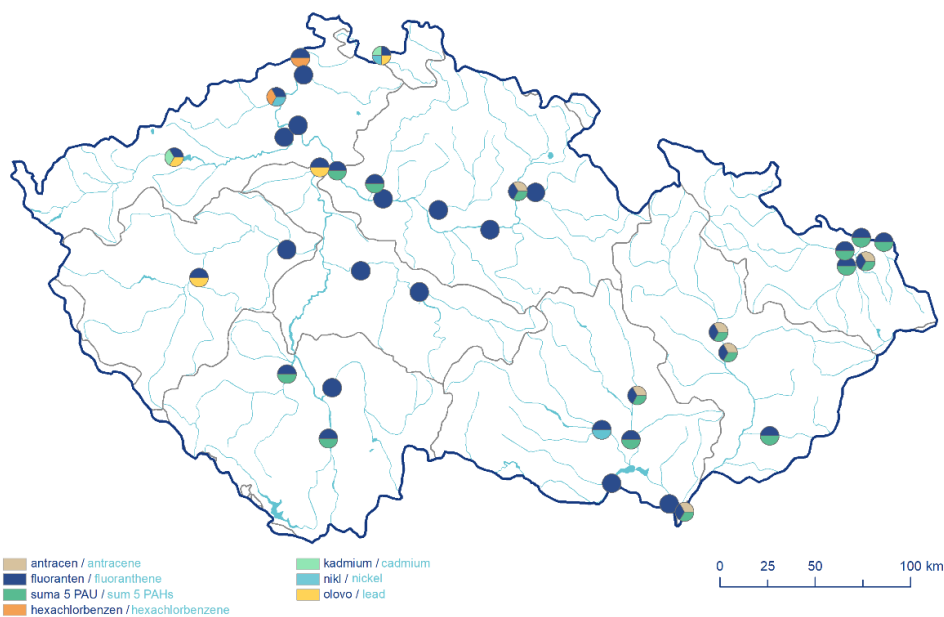 antracen / antracene
fluoranten / fluoranthene
suma 5 PAU / sum 5 PAHs
hexachlorbenzen / hexachlorbenzene
kadmium / cadmium
nikl / nickel
olovo / lead
0 25 50 100 km